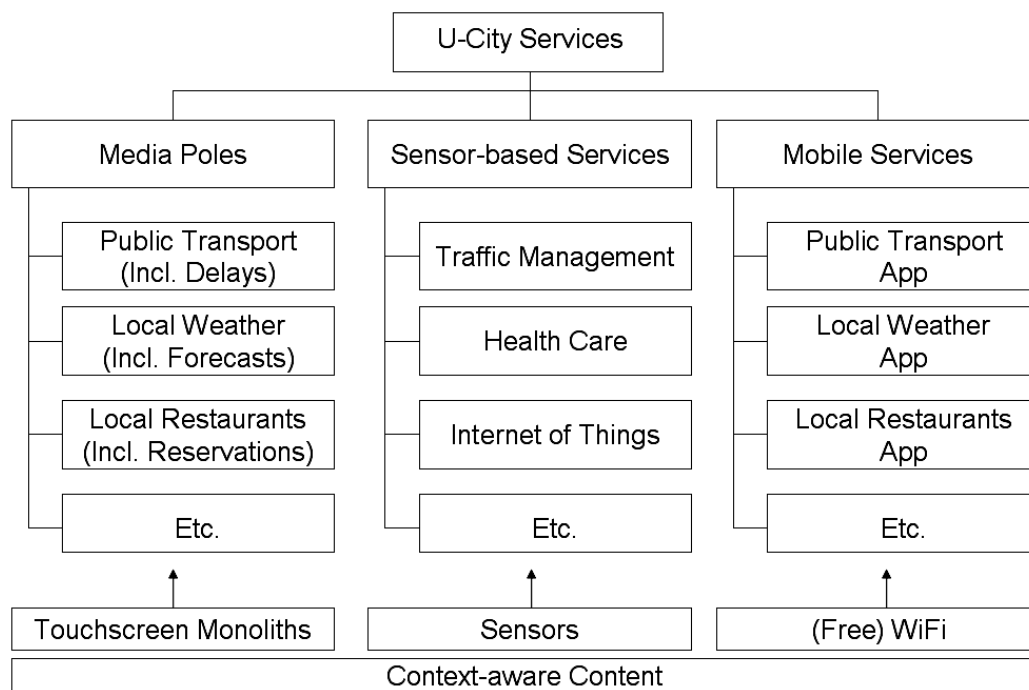 U-City Services
Media Poles
Sensor-based Services
Mobile Services
Public Transport
(Incl. Delays)
Local Weather
(Incl. Forecasts)
Local Restaurants
(Incl. Reservations)
Etc.
Traffic Management
Health Care
Internet of Things
Etc.
Public Transport
App
Local Weather
App
Local Restaurants
App
Etc.
Touchscreen Monoliths
Sensors
(Free) WiFi
Context-aware Content